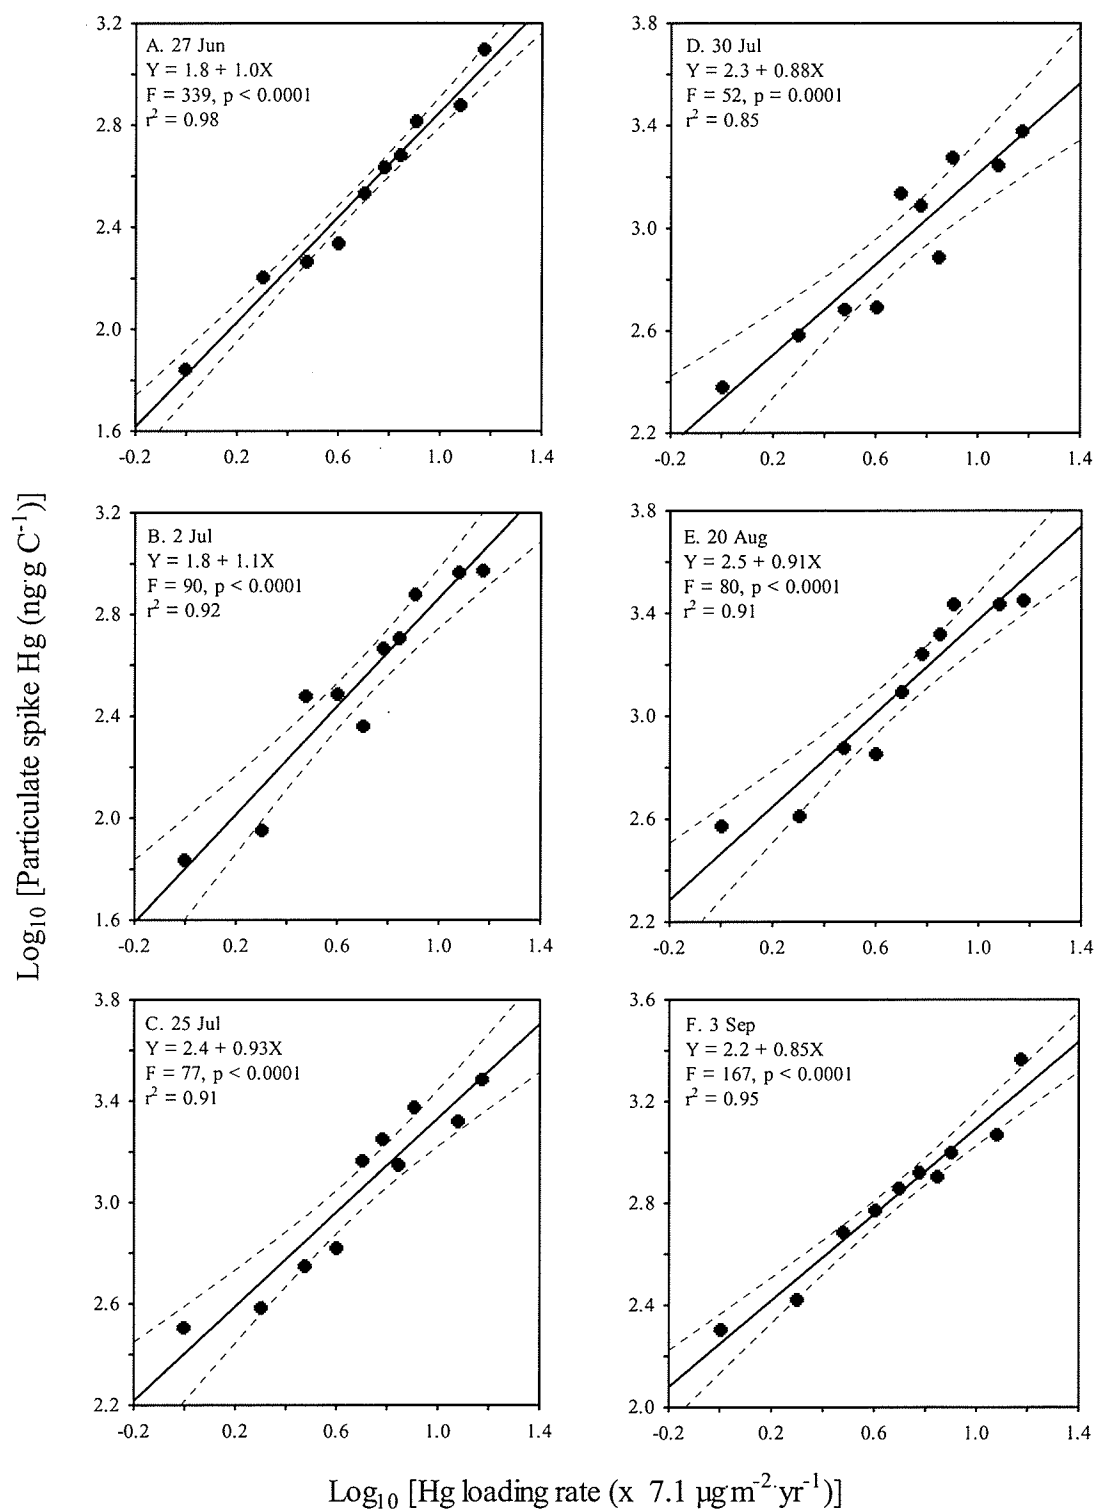 A. 27 Jun
Y = 1.8 + 1.0X
F = 339, p < 0.0001
r² = 0.98
3.2
2.8
2.4
2.0
1.6
-0.2 0.2 0.6 1.0 1.4
D. 30 Jul
Y = 2.3 + 0.88X
F = 52, p = 0.0001
r² = 0.85
3.8
3.4
3.0
2.6
2.2
-0.2 0.2 0.6 1.0 1.4
B. 2 Jul
Y = 1.8 + 1.1X
F = 90, p < 0.0001
r² = 0.92
3.2
2.8
2.4
2.0
1.6
-0.2 0.2 0.6 1.0 1.4
E. 20 Aug
Y = 2.5 + 0.91X
F = 80, p < 0.0001
r² = 0.91
3.8
3.4
3.0
2.6
2.2
-0.2 0.2 0.6 1.0 1.4
C. 25 Jul
Y = 2.4 + 0.93X
F = 77, p < 0.0001
r² = 0.91
3.8
3.4
3.0
2.6
2.2
-0.2 0.2 0.6 1.0 1.4
F. 3 Sep
Y = 2.2 + 0.85X
F = 167, p < 0.0001
r² = 0.95
3.6
3.2
2.8
2.4
2.0
-0.2 0.2 0.6 1.0 1.4
Log₁₀ [Particulate spike Hg (ng·g C⁻¹)]
Log₁₀ [Hg loading rate (x 7.1 µg·m⁻²·yr⁻¹)]